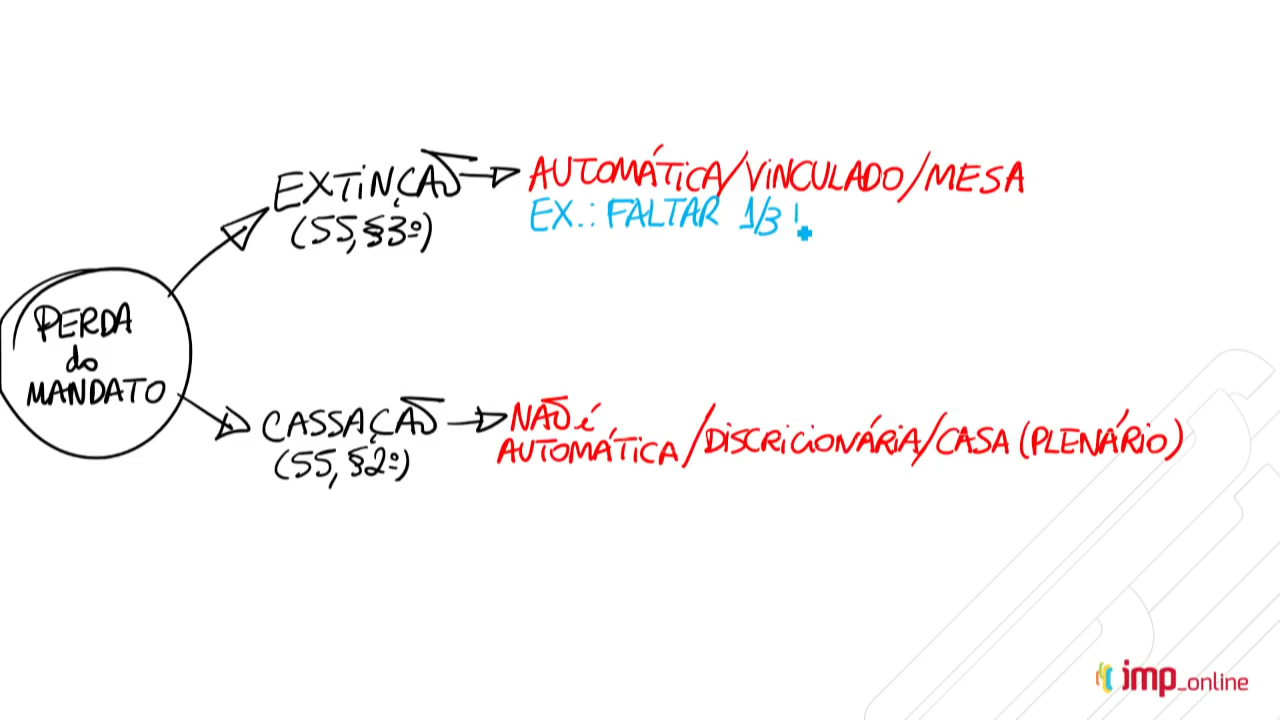 EXTINÇÃO
(55, §3º)
AUTOMÁTICA/VINCULADO/MESA
EX.: FALTAR 1/3
PERDA
do
MANDATO
CASSAÇÃO
(55, §2º)
NÃO é
AUTOMÁTICA/DISCRICIONÁRIA/CASA (PLENÁRIO)
imp_online